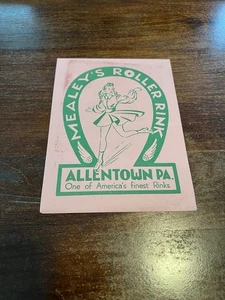 MEALEY'S ROLLER RINK
ALLENTOWN PA.
One of America's finest Rinks